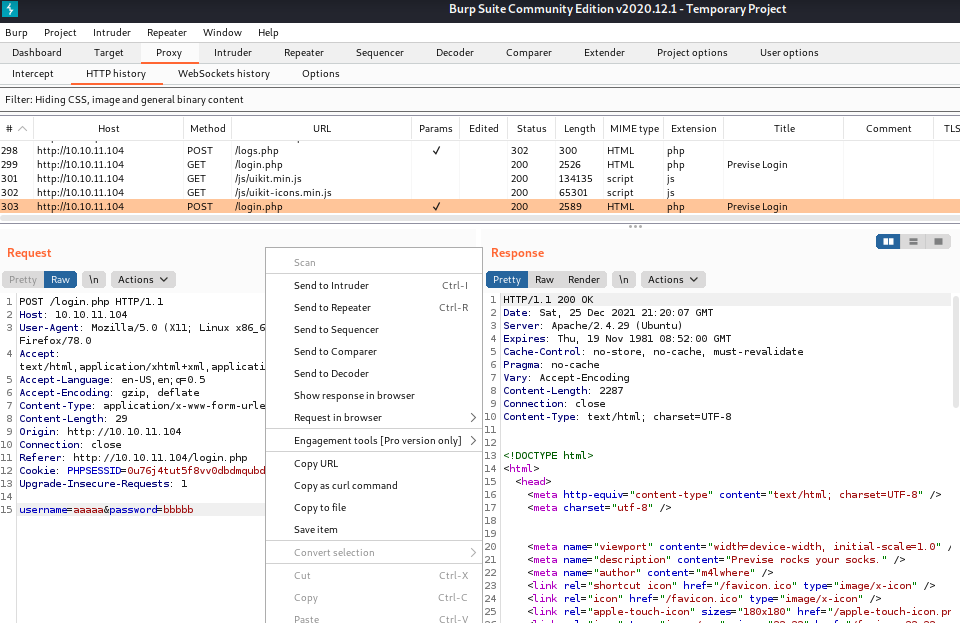 Burp Suite Community Edition v2020.12.1 - Temporary Project
Burp Project Intruder Repeater Window Help
Dashboard Target Proxy Intruder Repeater Sequencer Decoder Comparer Extender Project options User options
Intercept HTTP history WebSockets history Options
Filter: Hiding CSS, image and general binary content
# Host Method URL Params Edited Status Length MIME type Extension Title Comment TLS
298 http://10.10.11.104 POST /logs.php ✓ 302 300 HTML php
299 http://10.10.11.104 GET /login.php 200 2526 HTML php Previse Login
301 http://10.10.11.104 GET /js/uikit.min.js 200 134135 script js
302 http://10.10.11.104 GET /js/uikit-icons.min.js 200 65301 script js
303 http://10.10.11.104 POST /login.php ✓ 200 2589 HTML php Previse Login
Request
Pretty Raw \n Actions
1 POST /login.php HTTP/1.1
2 Host: 10.10.11.104
3 User-Agent: Mozilla/5.0 (X11; Linux x86_6
Firefox/78.0
4 Accept:
text/html,application/xhtml+xml,applicati
5 Accept-Language: en-US,en;q=0.5
6 Accept-Encoding: gzip, deflate
7 Content-Type: application/x-www-form-urle
8 Content-Length: 29
9 Origin: http://10.10.11.104
10 Connection: close
11 Referer: http://10.10.11.104/login.php
12 Cookie: PHPSESSID=0u76j4tut5f8vv0dbdmqubd
13 Upgrade-Insecure-Requests: 1
14
15 username=aaaaa&password=bbbbb
Scan
Send to Intruder Ctrl-I
Send to Repeater Ctrl-R
Send to Sequencer
Send to Comparer
Send to Decoder
Show response in browser
Request in browser
Engagement tools [Pro version only]
Copy URL
Copy as curl command
Copy to file
Save item
Convert selection
Cut Ctrl-X
Copy Ctrl-C
Paste Ctrl-V
Response
Pretty Raw Render \n Actions
1 HTTP/1.1 200 OK
2 Date: Sat, 25 Dec 2021 21:20:07 GMT
3 Server: Apache/2.4.29 (Ubuntu)
4 Expires: Thu, 19 Nov 1981 08:52:00 GMT
5 Cache-Control: no-store, no-cache, must-revalidate
6 Pragma: no-cache
7 Vary: Accept-Encoding
8 Content-Length: 2287
9 Connection: close
10 Content-Type: text/html; charset=UTF-8
11
12
13 <!DOCTYPE html>
14 <html>
15 <head>
16 <meta http-equiv="content-type" content="text/html; charset=UTF-8" />
17 <meta charset="utf-8" />
18
19
20 <meta name="viewport" content="width=device-width, initial-scale=1.0" /
21 <meta name="description" content="Previse rocks your socks." />
22 <meta name="author" content="m4lwhere" />
23 <link rel="shortcut icon" href="/favicon.ico" type="image/x-icon" />
24 <link rel="icon" href="/favicon.ico" type="image/x-icon" />
25 <link rel="apple-touch-icon" sizes="180x180" href="/apple-touch-icon.pn